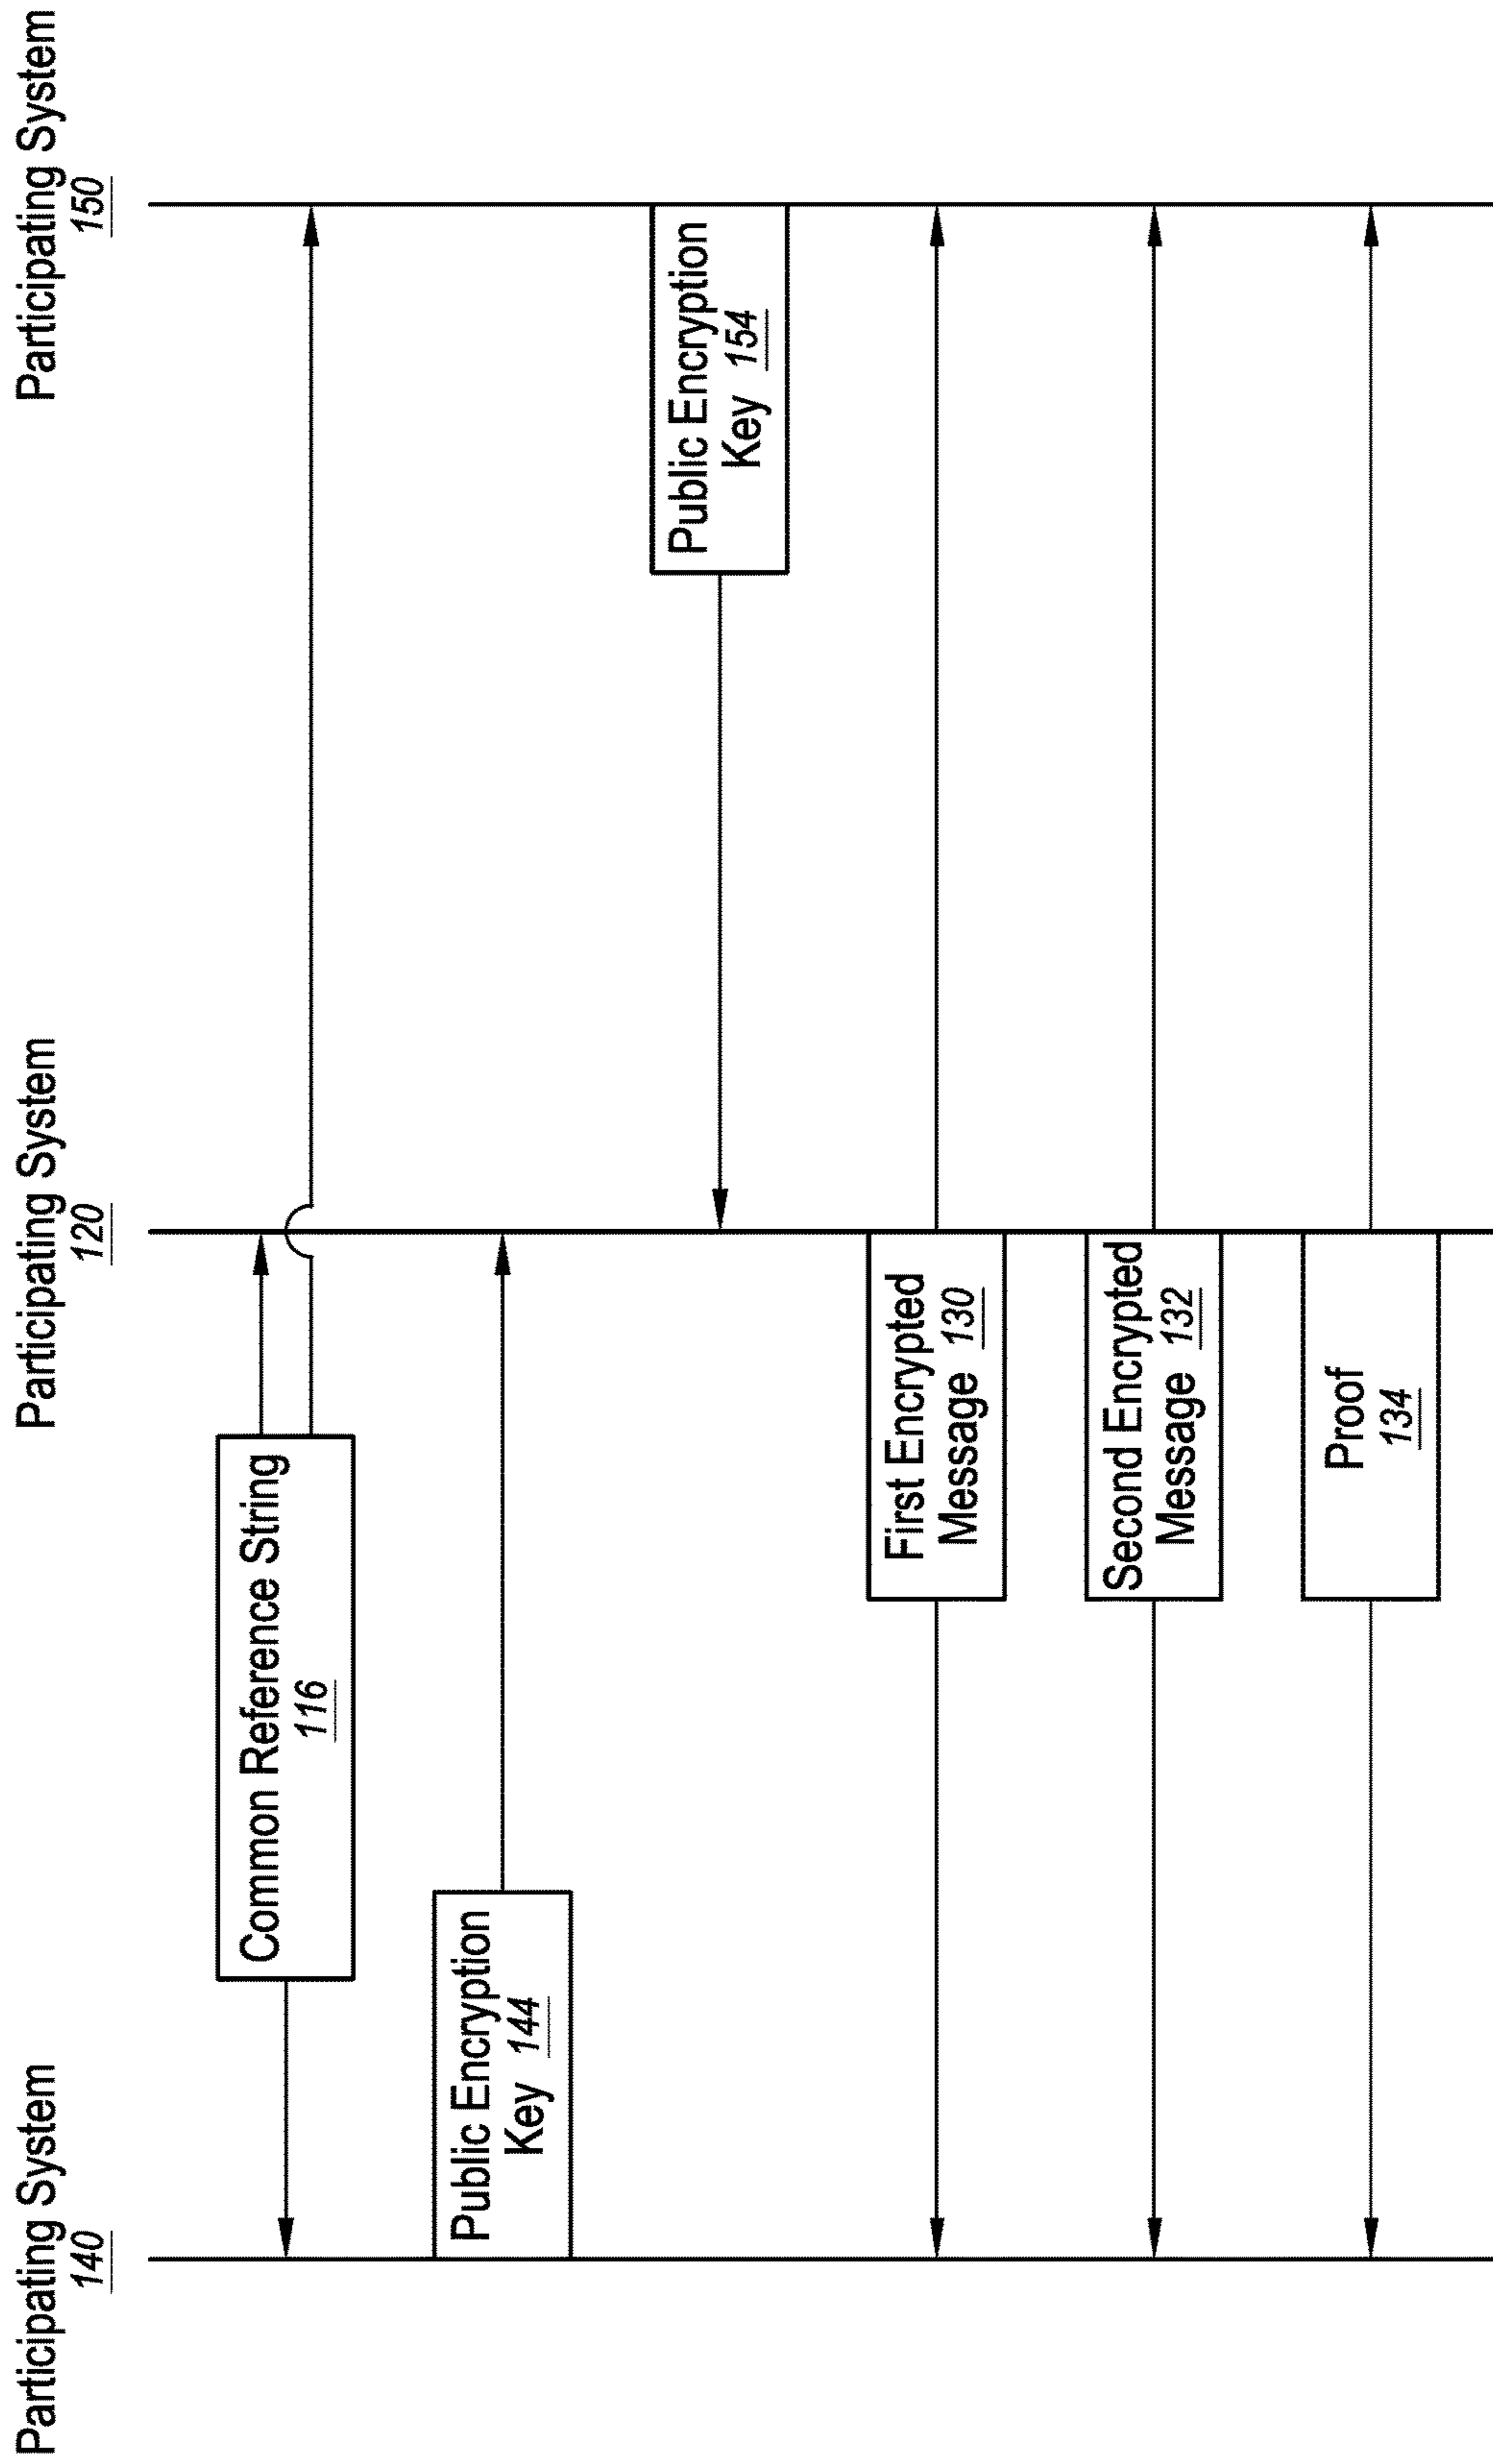 Participating System
140
Participating System
120
Participating System
150
Common Reference String
116
Public Encryption
Key 144
Public Encryption
Key 154
First Encrypted
Message 130
Second Encrypted
Message 132
Proof
134